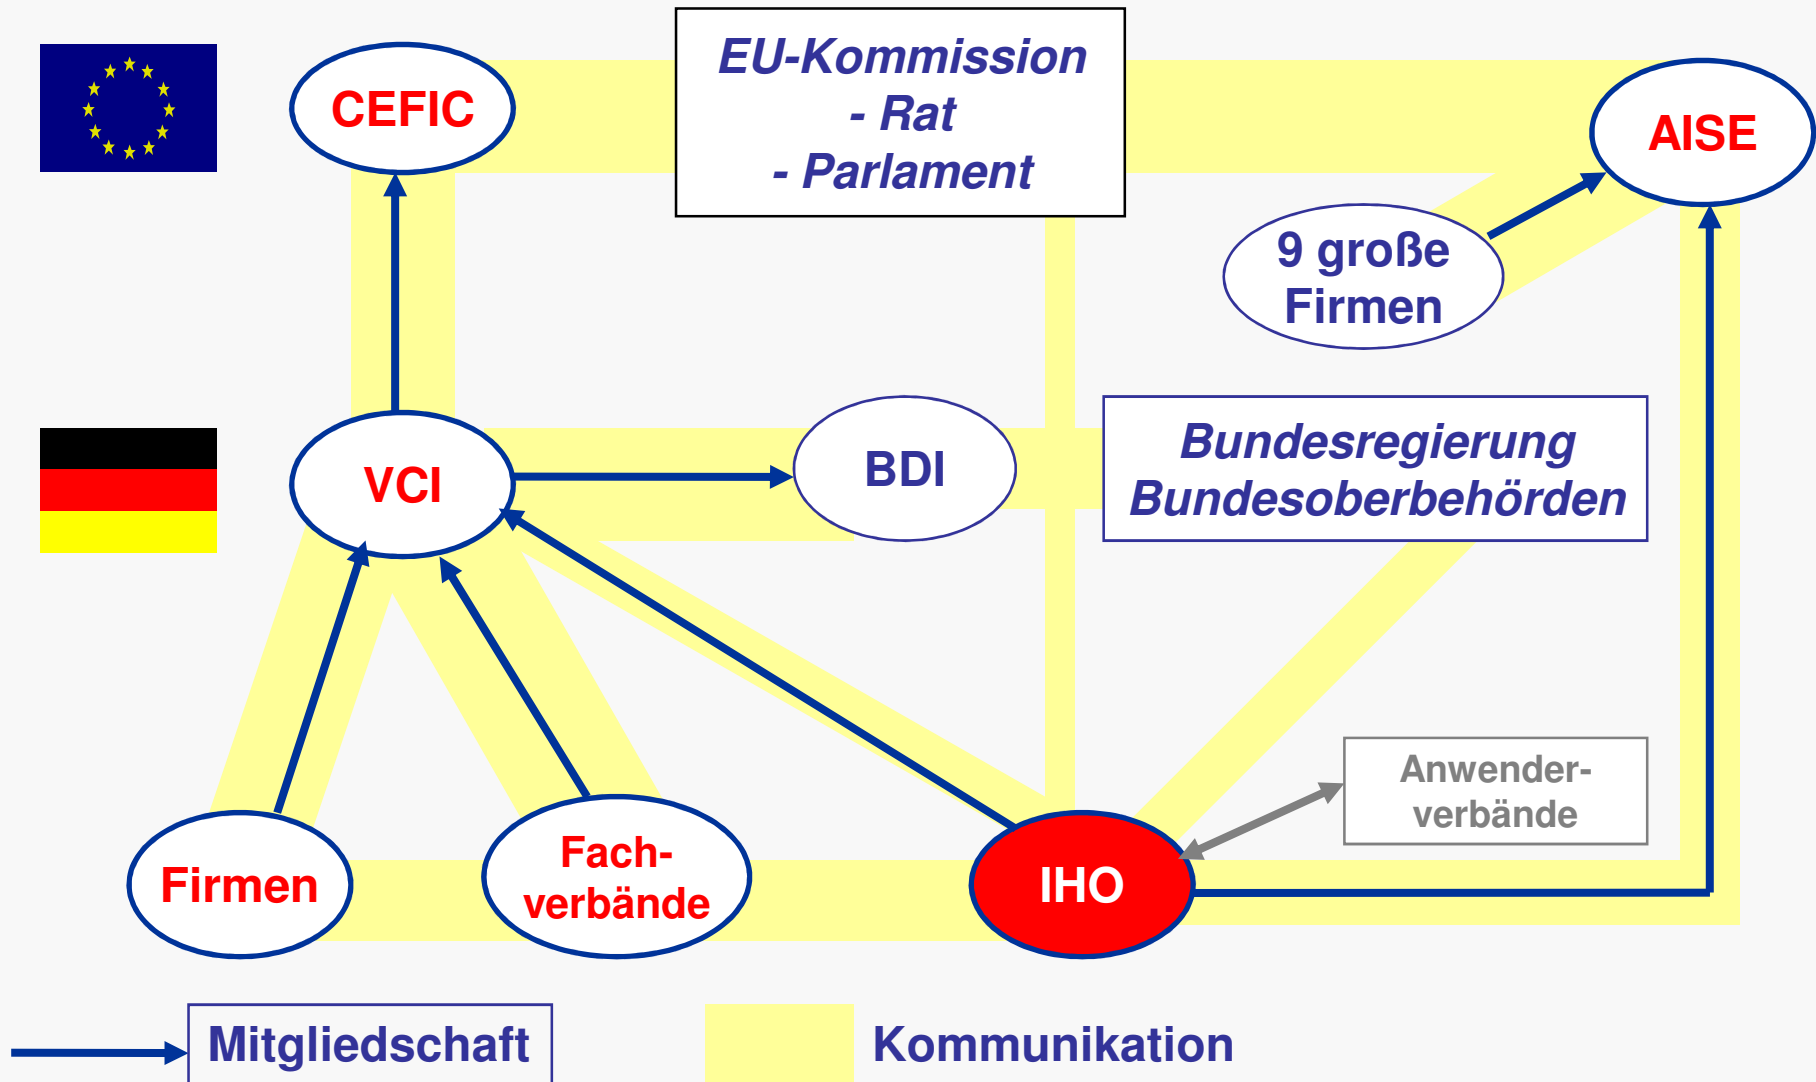 EU-Kommission
- Rat
- Parlament
CEFIC
AISE
9 große
Firmen
VCI
BDI
Bundesregierung
Bundesoberbehörden
Anwender-
verbände
Firmen
Fach-
verbände
IHO
Mitgliedschaft
Kommunikation